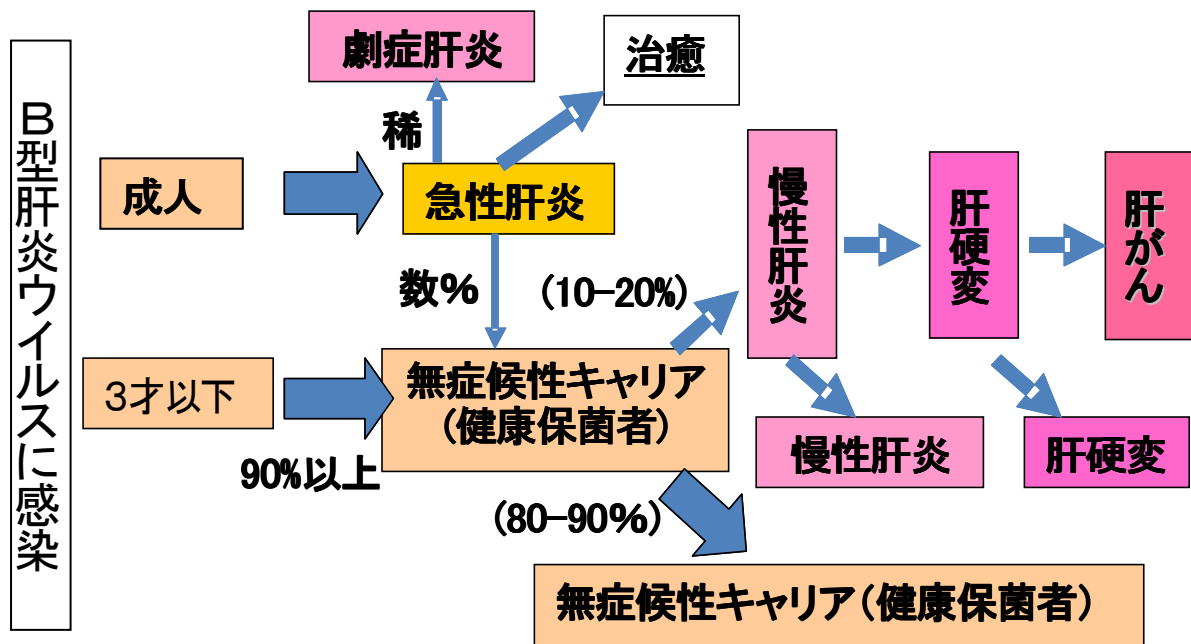 B型肝炎ウイルスに感染
劇症肝炎
治癒
稀
成人
急性肝炎
慢性肝炎
肝硬変
肝がん
数%
(10-20%)
3才以下
無症候性キャリア
(健康保菌者)
90%以上
慢性肝炎
肝硬変
(80-90%)
無症候性キャリア(健康保菌者)